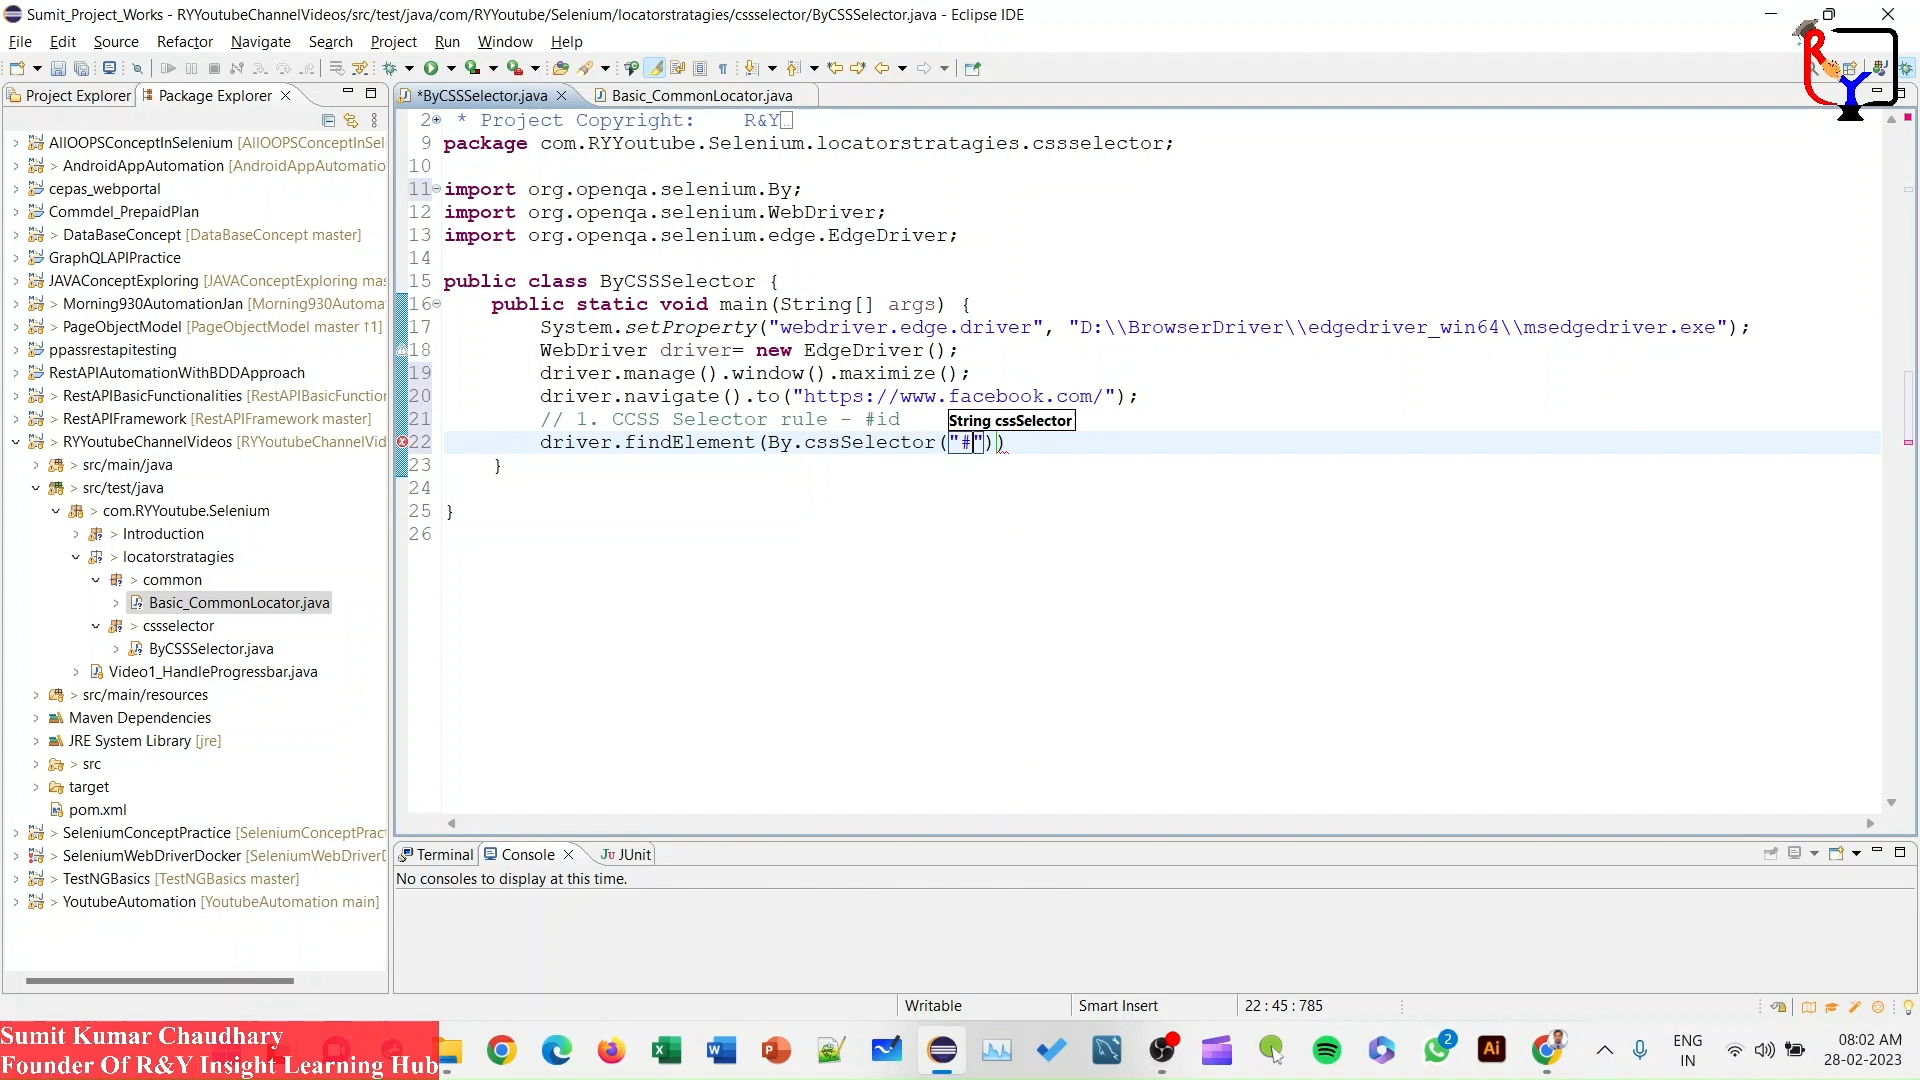 Sumit_Project_Works - RYYoutubeChannelVideos/src/test/java/com/RYYoutube/Selenium/locatorstratagies/cssselector/ByCSSSelector.java - Eclipse IDE
File Edit Source Refactor Navigate Search Project Run Window Help
R Y
Project Explorer Package Explorer
*ByCSSSelector.java Basic_CommonLocator.java
AllOOPSConceptInSelenium [AllOOPSConceptInSel
> AndroidAppAutomation [AndroidAppAutomatio
cepas_webportal
Commdel_PrepaidPlan
> DataBaseConcept [DataBaseConcept master]
GraphQLAPIPractice
JAVAConceptExploring [JAVAConceptExploring mas
> Morning930AutomationJan [Morning930Automa
> PageObjectModel [PageObjectModel master ↑1]
ppassrestapitesting
RestAPIAutomationWithBDDApproach
> RestAPIBasicFunctionalities [RestAPIBasicFunction
> RestAPIFramework [RestAPIFramework master]
> RYYoutubeChannelVideos [RYYoutubeChannelVid
> src/main/java
> src/test/java
> com.RYYoutube.Selenium
> Introduction
> locatorstratagies
> common
Basic_CommonLocator.java
> cssselector
ByCSSSelector.java
Video1_HandleProgressbar.java
> src/main/resources
Maven Dependencies
JRE System Library [jre]
> src
target
pom.xml
> SeleniumConceptPractice [SeleniumConceptPract
> SeleniumWebDriverDocker [SeleniumWebDriverD
> TestNGBasics [TestNGBasics master]
> YoutubeAutomation [YoutubeAutomation main]
2 * Project Copyright: R&Y
9 package com.RYYoutube.Selenium.locatorstratagies.cssselector;
10
11 import org.openqa.selenium.By;
12 import org.openqa.selenium.WebDriver;
13 import org.openqa.selenium.edge.EdgeDriver;
14
15 public class ByCSSSelector {
16 public static void main(String[] args) {
17 System.setProperty("webdriver.edge.driver", "D:\\BrowserDriver\\edgedriver_win64\\msedgedriver.exe");
18 WebDriver driver= new EdgeDriver();
19 driver.manage().window().maximize();
20 driver.navigate().to("https://www.facebook.com/");
21 // 1. CCSS Selector rule - #id
String cssSelector
22 driver.findElement(By.cssSelector("#"))
23 }
24
25 }
26
Terminal Console JUnit
No consoles to display at this time.
Writable Smart Insert 22 : 45 : 785
Sumit Kumar Chaudhary
Founder Of R&Y Insight Learning Hub
2
Ai
ENG
IN
08:02 AM
28-02-2023